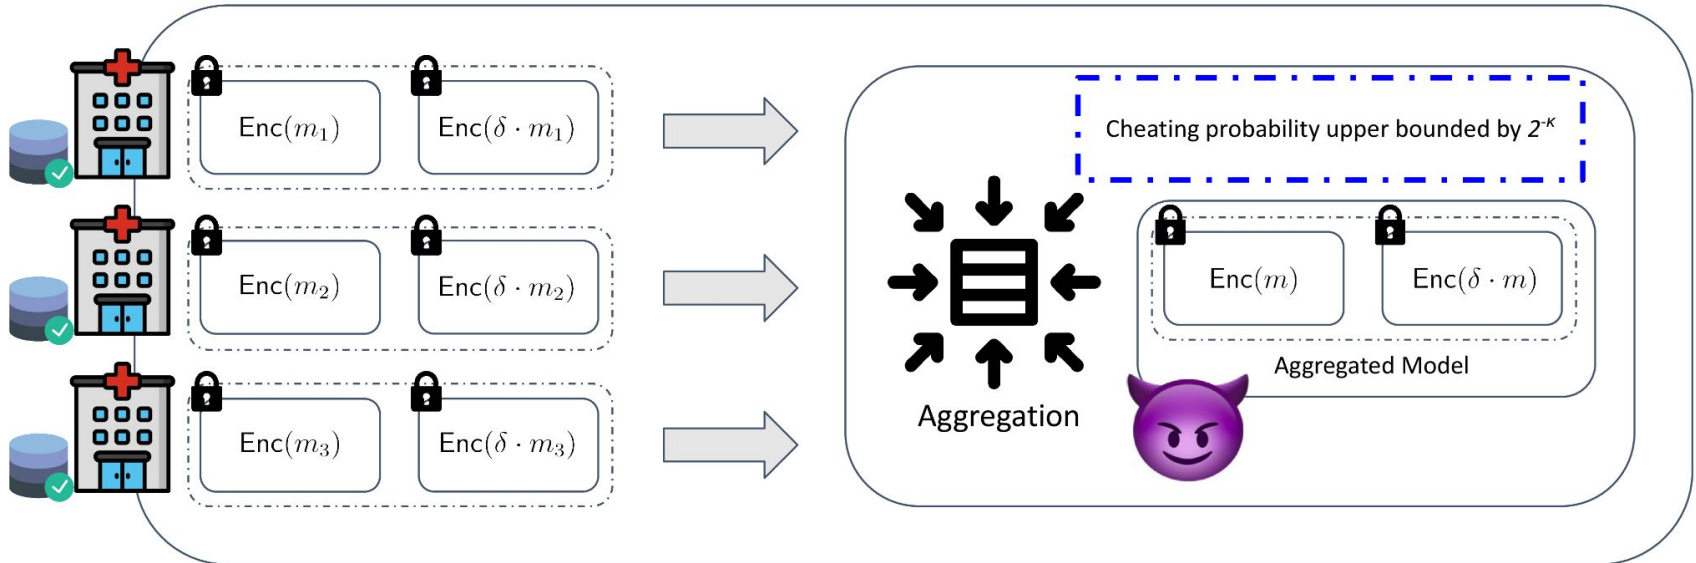 Enc(m₁)
Enc(δ · m₁)
Cheating probability upper bounded by 2⁻ᴷ
Enc(m₂)
Enc(δ · m₂)
Enc(m)
Enc(δ · m)
Aggregated Model
Aggregation
Enc(m₃)
Enc(δ · m₃)